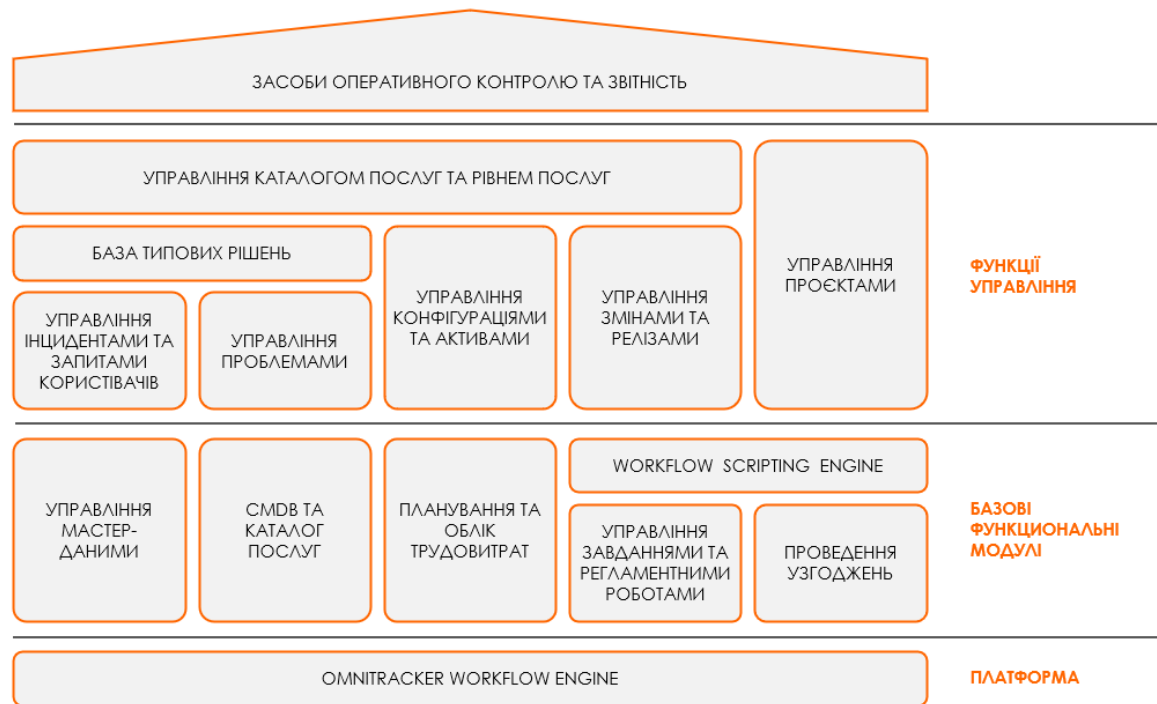 ЗАСОБИ ОПЕРАТИВНОГО КОНТРОЛЮ ТА ЗВІТНІСТЬ
УПРАВЛІННЯ КАТАЛОГОМ ПОСЛУГ ТА РІВНЕМ ПОСЛУГ
БАЗА ТИПОВИХ РІШЕНЬ
УПРАВЛІННЯ
ІНЦИДЕНТАМИ ТА
ЗАПИТАМИ
КОРИСТІВАЧІВ
УПРАВЛІННЯ
ПРОБЛЕМАМИ
УПРАВЛІННЯ
КОНФІГУРАЦІЯМИ
ТА АКТИВАМИ
УПРАВЛІННЯ
ЗМІНАМИ ТА
РЕЛІЗАМИ
УПРАВЛІННЯ
ПРОЄКТАМИ
ФУНКЦІЇ
УПРАВЛІННЯ
УПРАВЛІННЯ
МАСТЕР-
ДАНИМИ
CMDB ТА
КАТАЛОГ
ПОСЛУГ
ПЛАНУВАННЯ ТА
ОБЛІК
ТРУДОВИТРАТ
WORKFLOW SCRIPTING ENGINE
УПРАВЛІННЯ
ЗАВДАННЯМИ ТА
РЕГЛАМЕНТНИМИ
РОБОТАМИ
ПРОВЕДЕННЯ
УЗГОДЖЕНЬ
БАЗОВІ
ФУНКЦИОНАЛЬНІ
МОДУЛІ
OMNITRACKER WORKFLOW ENGINE
ПЛАТФОРМА